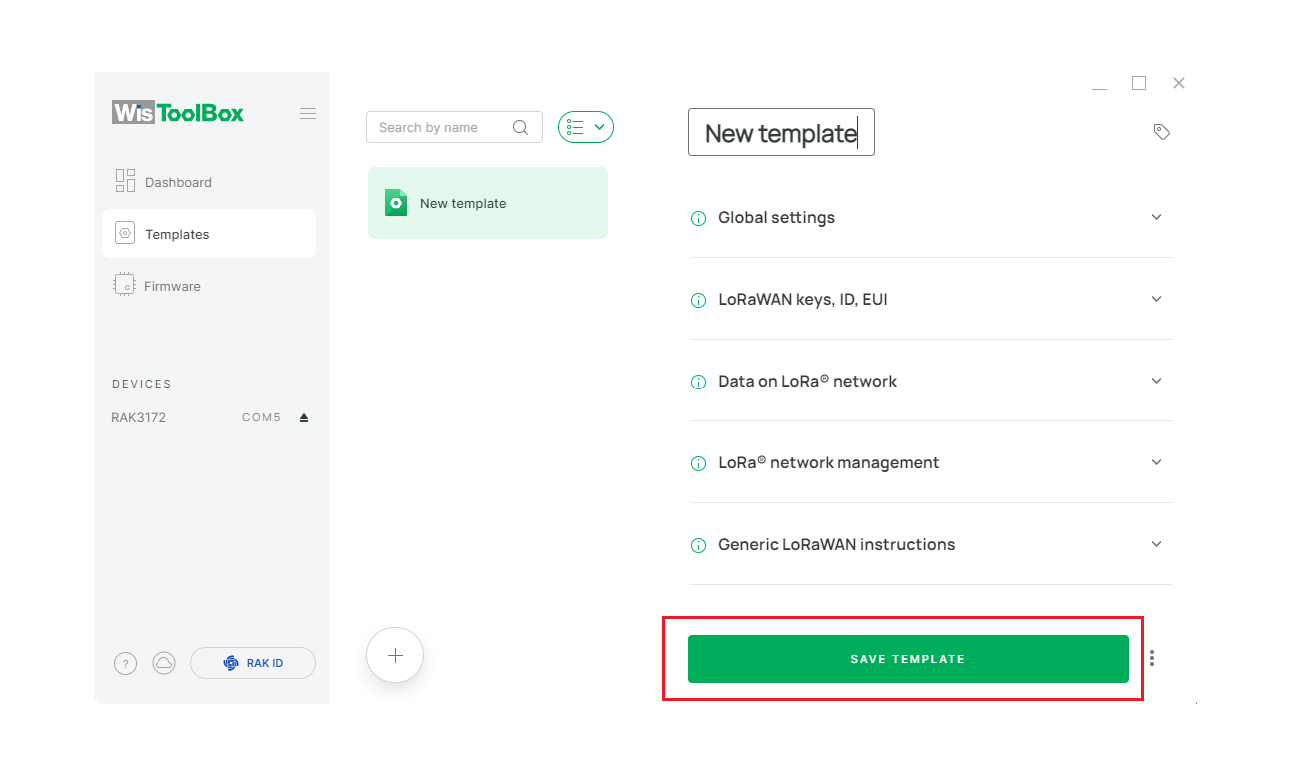 WisToolBox
Dashboard
Templates
Firmware
DEVICES
RAK3172 COM5
?
RAK ID
Search by name
New template
New template
Global settings
LoRaWAN keys, ID, EUI
Data on LoRa® network
LoRa® network management
Generic LoRaWAN instructions
SAVE TEMPLATE